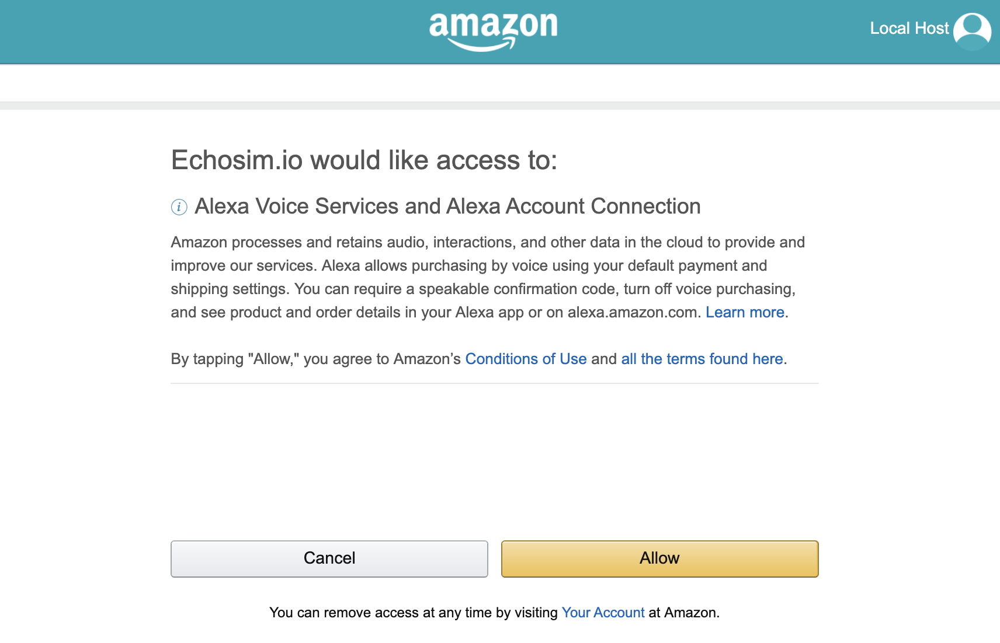 amazon
Local Host
Echosim.io would like access to:
i Alexa Voice Services and Alexa Account Connection
Amazon processes and retains audio, interactions, and other data in the cloud to provide and
improve our services. Alexa allows purchasing by voice using your default payment and
shipping settings. You can require a speakable confirmation code, turn off voice purchasing,
and see product and order details in your Alexa app or on alexa.amazon.com. Learn more.
By tapping "Allow," you agree to Amazon’s Conditions of Use and all the terms found here.
Cancel
Allow
You can remove access at any time by visiting Your Account at Amazon.